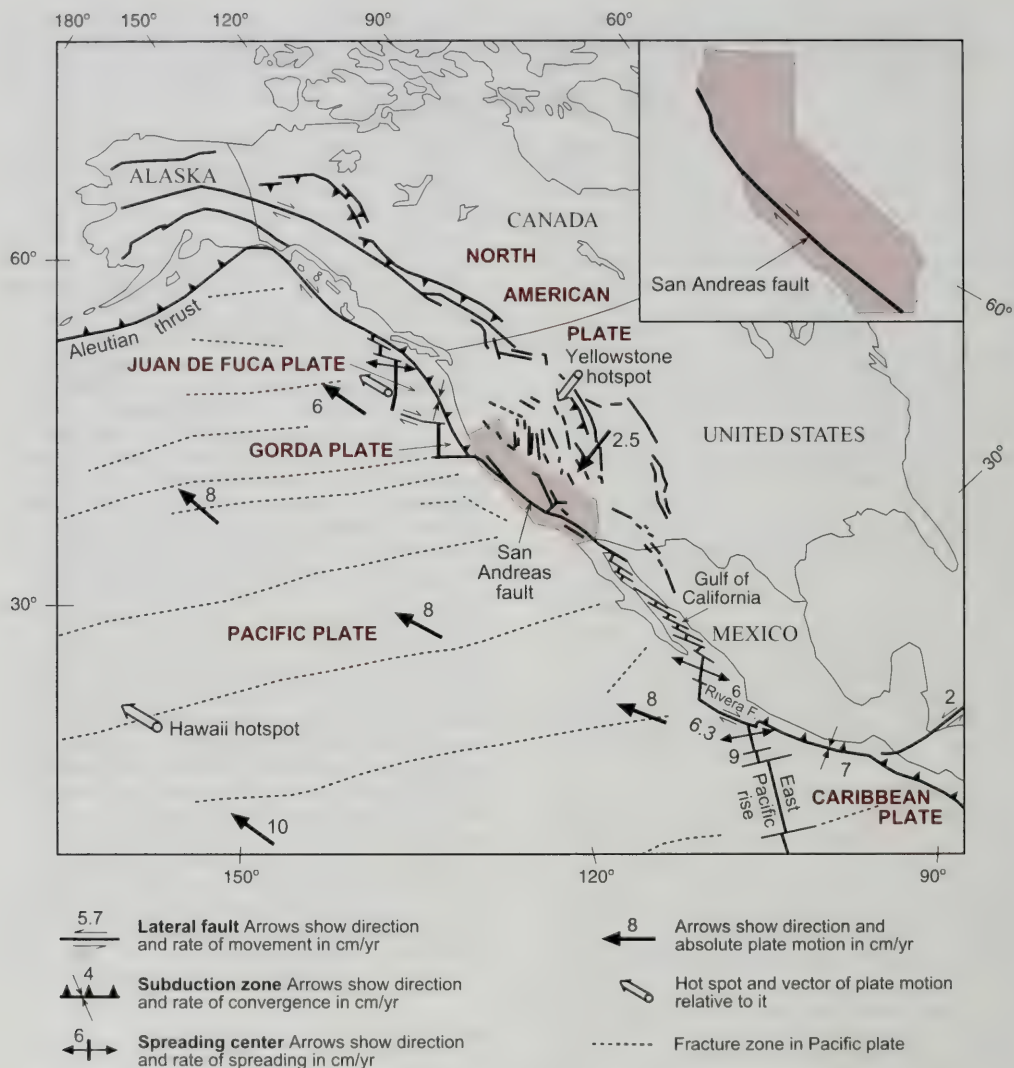 180° 150° 120° 90° 60°
ALASKA
CANADA
60°
NORTH
AMERICAN
PLATE
San Andreas fault
60°
8
Aleutian thrust
JUAN DE FUCA PLATE
Yellowstone
hotspot
6
2.5
UNITED STATES
GORDA PLATE
30°
8
San
Andreas
fault
30°
Gulf of
California
8
MEXICO
PACIFIC PLATE
6
Rivera F.
8
2
Hawaii hotspot
6.3
9
7
East
Pacific
rise
CARIBBEAN
PLATE
10
150° 120° 90°
5.7
Lateral fault Arrows show direction
and rate of movement in cm/yr
4
Subduction zone Arrows show direction
and rate of convergence in cm/yr
6
Spreading center Arrows show direction
and rate of spreading in cm/yr
8
Arrows show direction and
absolute plate motion in cm/yr
Hot spot and vector of plate motion
relative to it
Fracture zone in Pacific plate